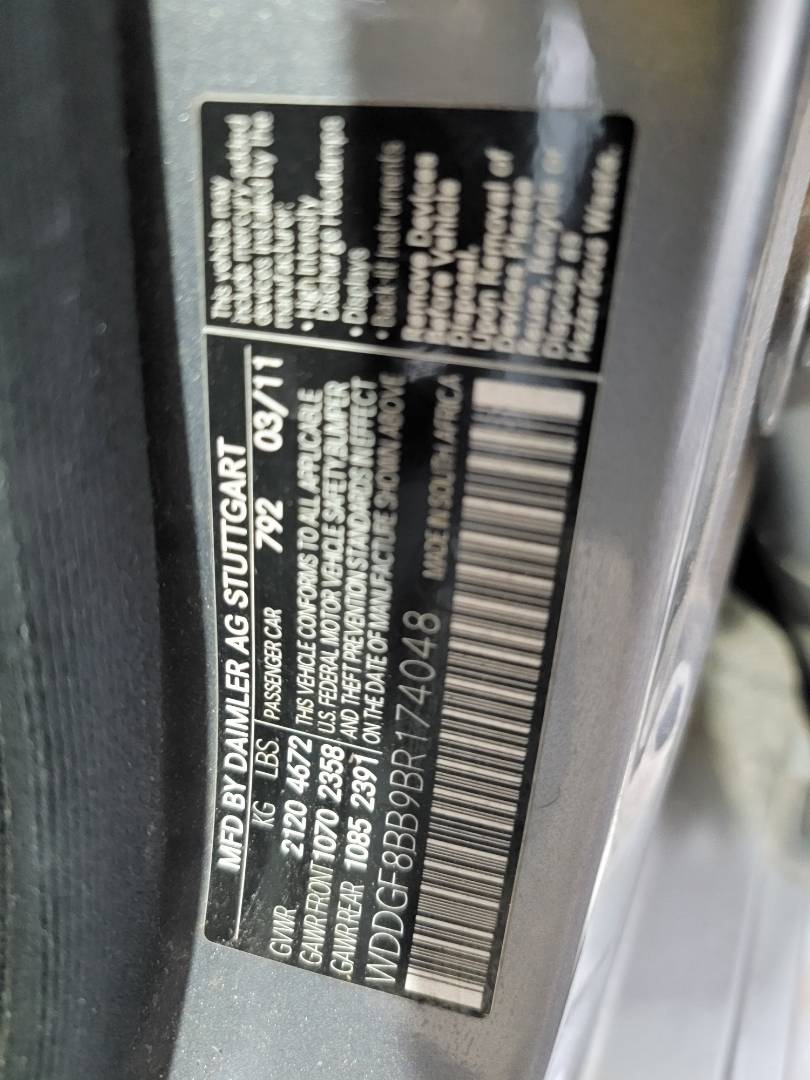 MFD BY DAIMLER AG STUTTGART
KG LBS PASSENGER CAR 792 03/11
GVWR 2120 4672 THIS VEHICLE CONFORMS TO ALL APPLICABLE
GAWR FRONT 1070 2358 U.S. FEDERAL MOTOR VEHICLE SAFETY, BUMPER
GAWR REAR 1085 2391 AND THEFT PREVENTION STANDARDS IN EFFECT
ON THE DATE OF MANUFACTURE SHOWN ABOVE
WDDGF8BB9BR174048 MADE IN SOUTH AFRICA
This vehicle may
include mercury-added
devices installed by the
manufacturer:
• High Intensity
Discharge Headlamps
• Displays
• Back lit Instruments
Remove Devices
Before Vehicle
Disposal.
Upon Removal of
Devices Please
Reuse, Recycle or
Dispose as
Hazardous Waste.